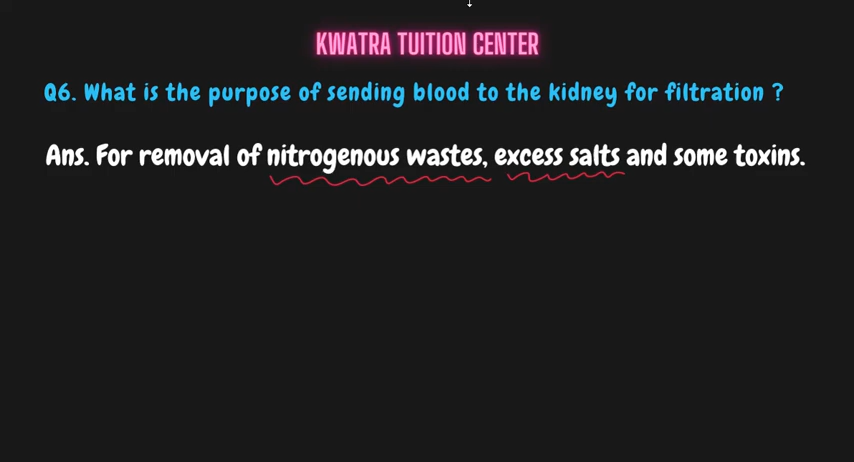 KWATRA TUITION CENTER
Q6. What is the purpose of sending blood to the kidney for filtration ?
Ans. For removal of nitrogenous wastes, excess salts and some toxins.